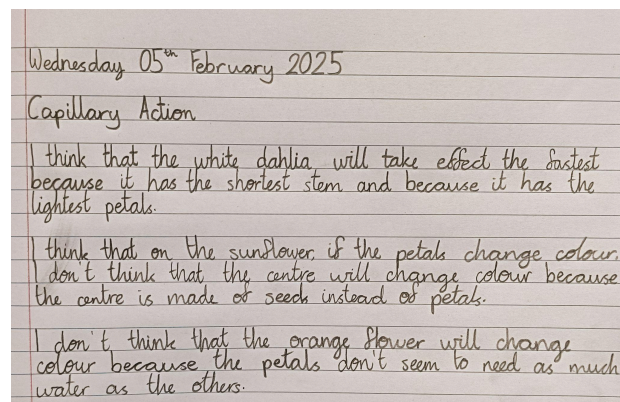 Wednesday 05th February 2025
Capillary Action
I think that the white dahlia will take effect the fastest
because it has the shortest stem and because it has the
lightest petals.
I think that on the sunflower, if the petals change colour,
I don't think that the centre will change colour because
the centre is made of seeds instead of petals.
I don't think that the orange flower will change
colour because the petals don't seem to need as much
water as the others.